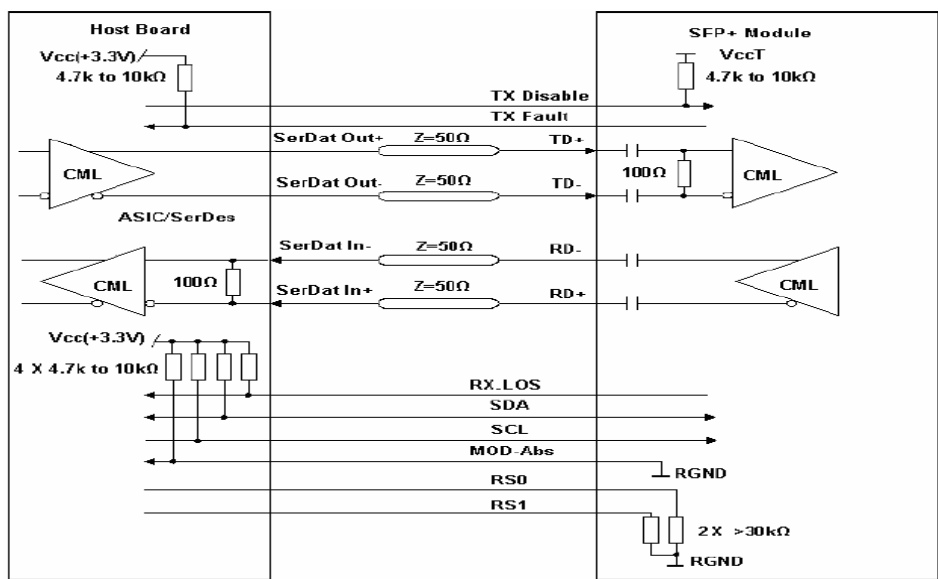 Host Board
SFP+ Module
Vcc(+3.3V)
4.7k to 10kΩ
VccT
4.7k to 10kΩ
TX Disable
TX Fault
SerDat Out+
Z=50Ω
TD+
CML
100Ω
CML
SerDat Out-
Z=50Ω
TD-
ASIC/SerDes
SerDat In-
Z=50Ω
RD-
CML
100Ω
SerDat In+
Z=50Ω
RD+
CML
Vcc(+3.3V)
4 X 4.7k to 10kΩ
RX-LOS
SDA
SCL
MOD-Abs
RGND
RS0
RS1
2 X >30kΩ
RGND